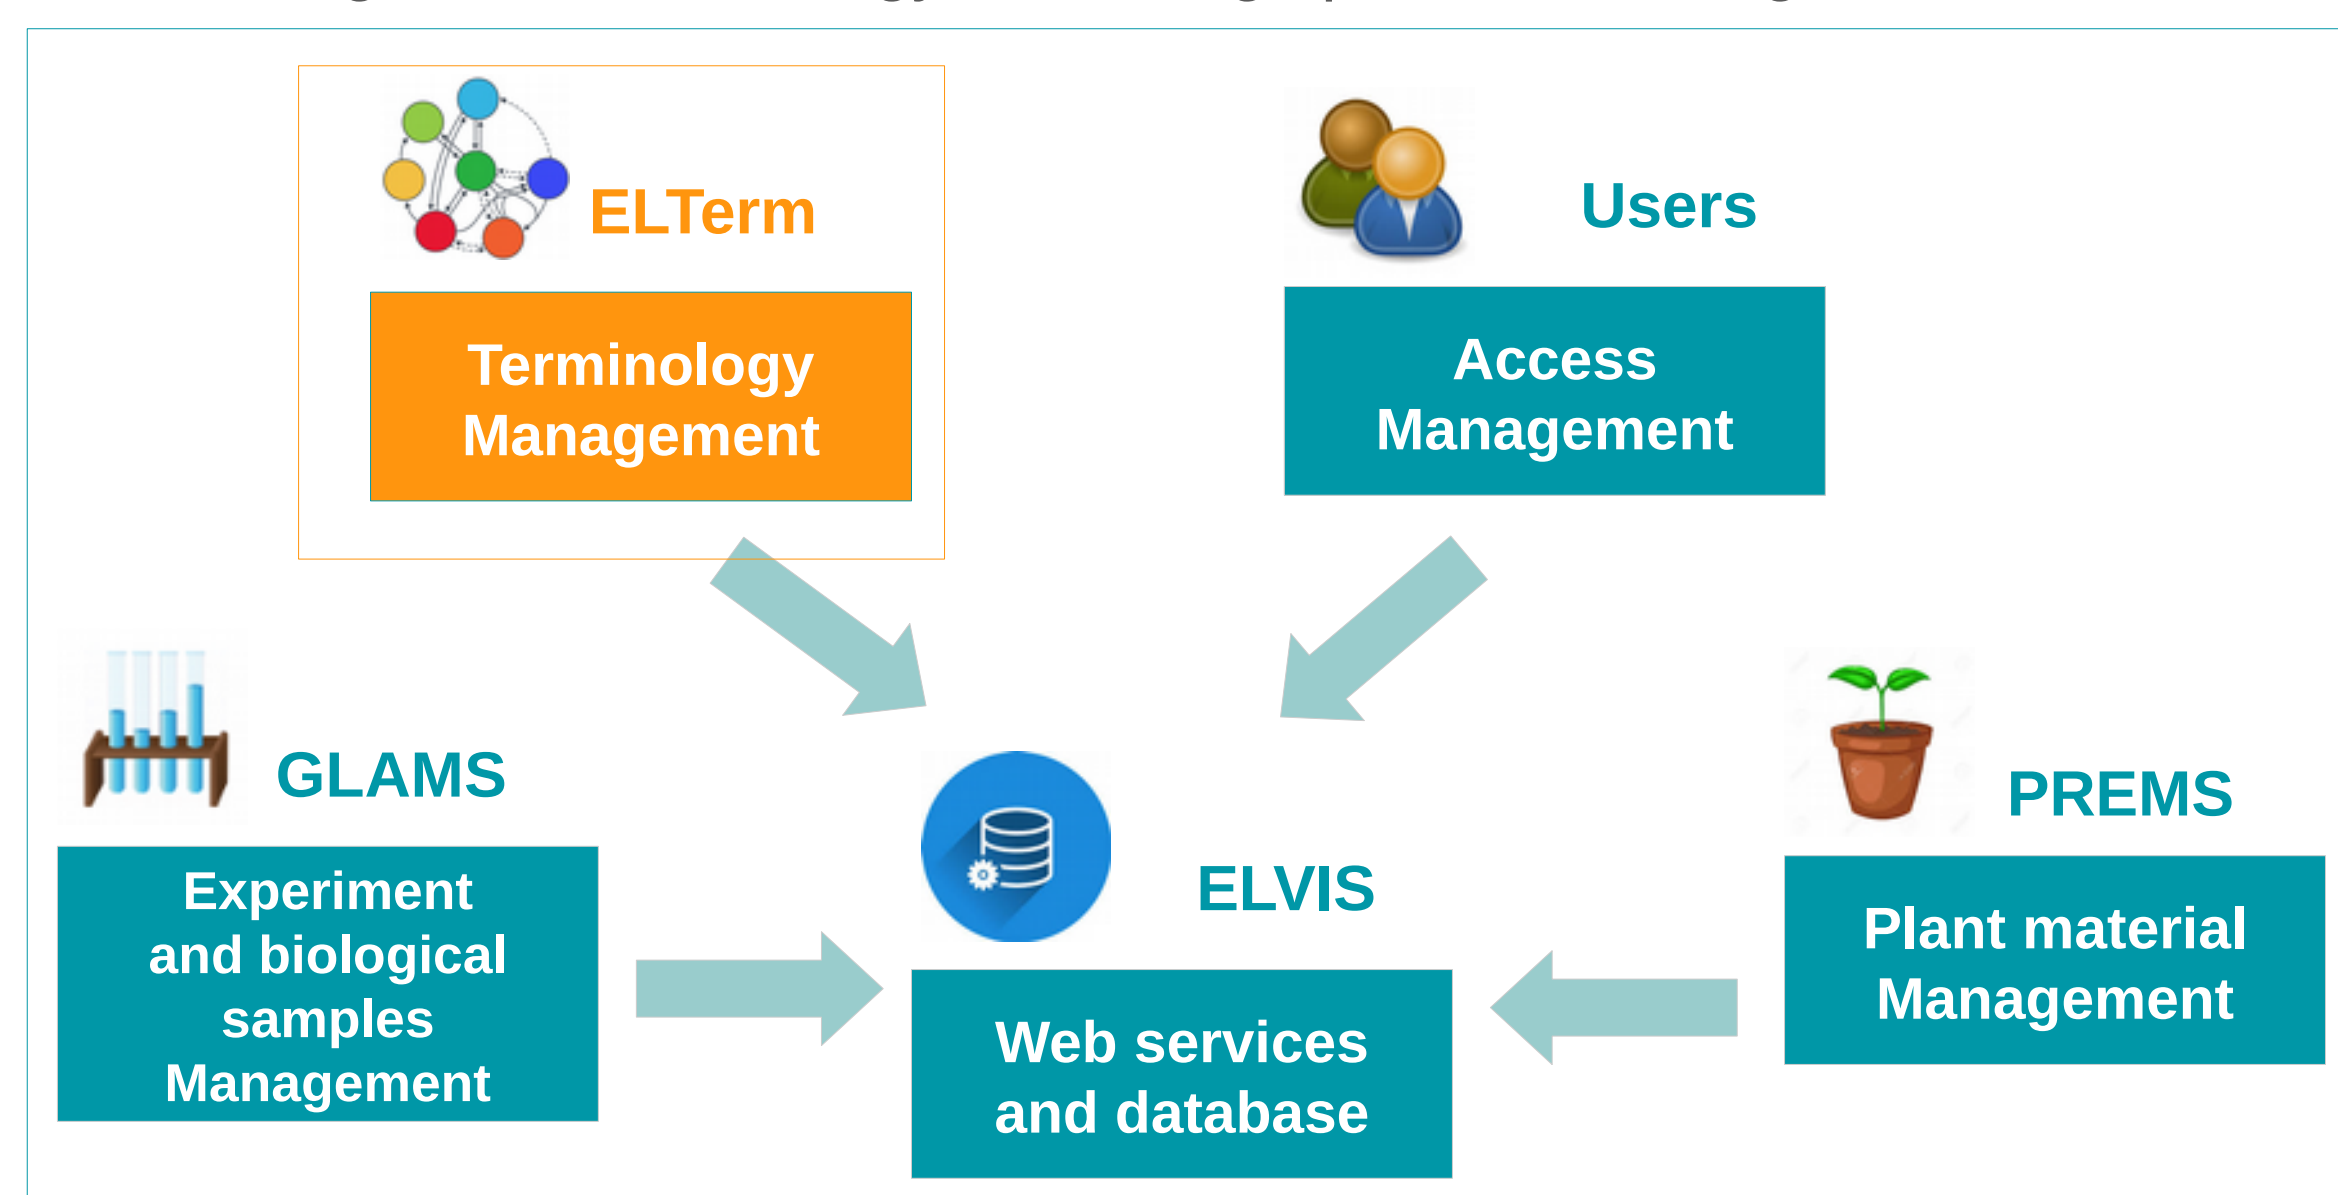 ELTerm
Terminology
Management
Users
Access
Management
GLAMS
Experiment
and biological
samples
Management
ELVIS
Web services
and database
PREMS
Plant material
Management